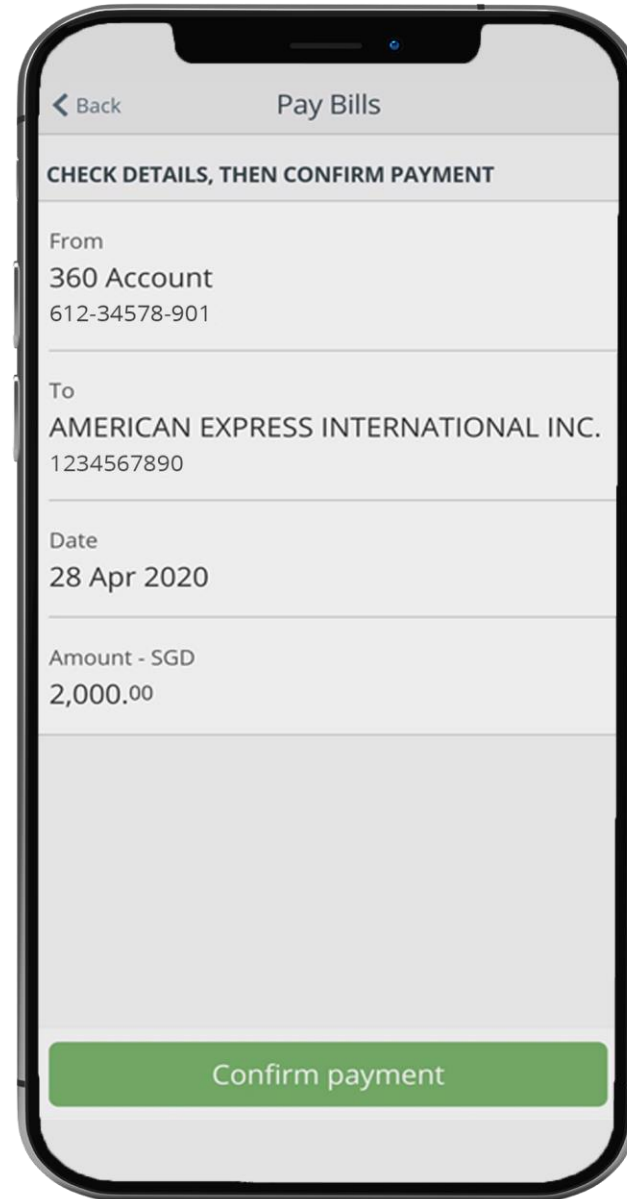 Back
Pay Bills
CHECK DETAILS, THEN CONFIRM PAYMENT
From
360 Account
612-34578-901
To
AMERICAN EXPRESS INTERNATIONAL INC.
1234567890
Date
28 Apr 2020
Amount - SGD
2,000.00
Confirm payment